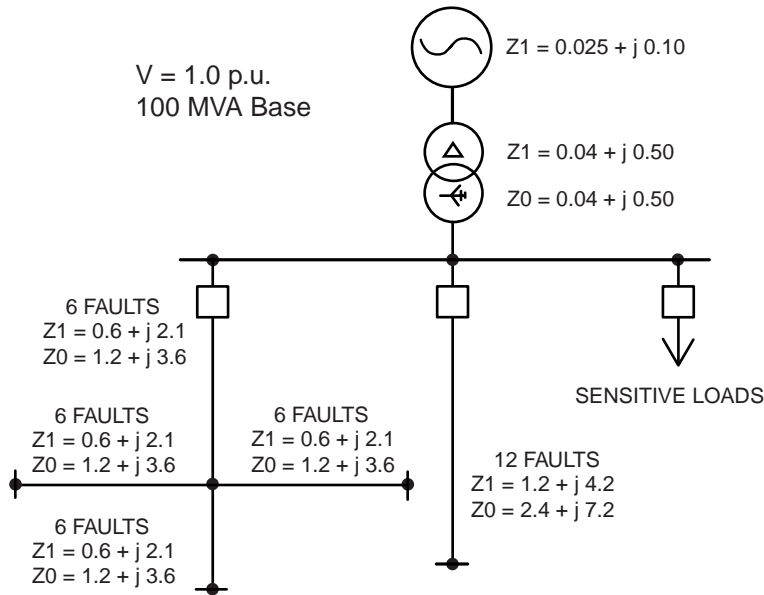 Z1 = 0.025 + j 0.10
V = 1.0 p.u.
100 MVA Base
Z1 = 0.04 + j 0.50
Z0 = 0.04 + j 0.50
6 FAULTS
Z1 = 0.6 + j 2.1
Z0 = 1.2 + j 3.6
SENSITIVE LOADS
6 FAULTS
Z1 = 0.6 + j 2.1
Z0 = 1.2 + j 3.6
6 FAULTS
Z1 = 0.6 + j 2.1
Z0 = 1.2 + j 3.6
12 FAULTS
Z1 = 1.2 + j 4.2
Z0 = 2.4 + j 7.2
6 FAULTS
Z1 = 0.6 + j 2.1
Z0 = 1.2 + j 3.6